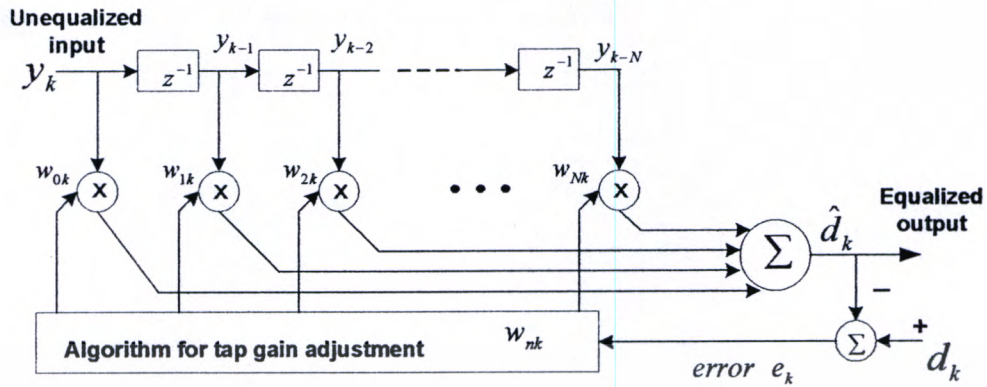 Unequalized
input
y_k
z^{-1}
y_{k-1}
z^{-1}
y_{k-2}
z^{-1}
y_{k-N}
w_{0k}
X
w_{1k}
X
w_{2k}
X
• • •
w_{Nk}
X
Σ
\hat{d}_k
Equalized
output
−
Σ
+
d_k
error e_k
w_{nk}
Algorithm for tap gain adjustment